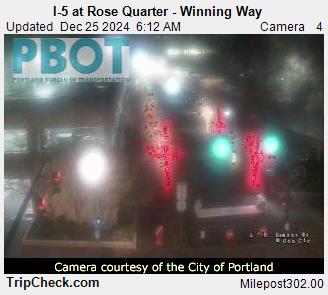 I-5 at Rose Quarter - Winning Way
Updated Dec 25 2024 6:12 AM Camera 4
PBOT
PORTLAND BUREAU OF TRANSPORTATION
Camera courtesy of the City of Portland
TripCheck.com Milepost302.00